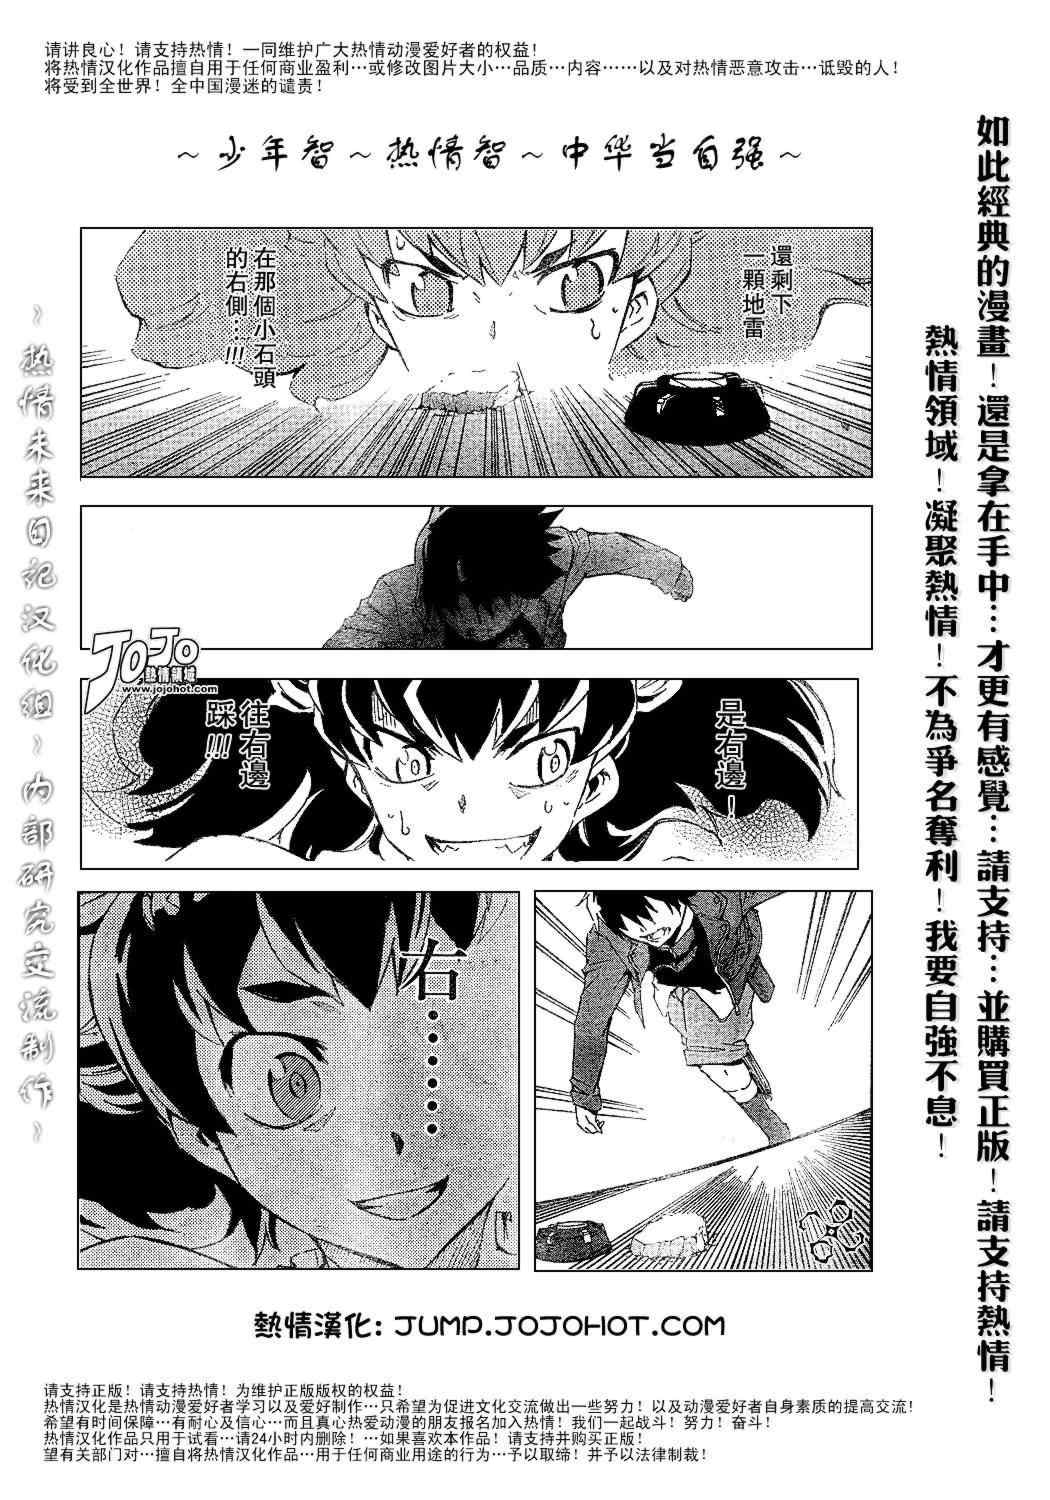 请讲良心！请支持热情！一同维护广大热情动漫爱好者的权益！
将热情汉化作品擅自用于任何商业盈利…或修改图片大小…品质…内容……以及对热情恶意攻击…诋毁的人！
将受到全世界！全中国漫迷的谴责！
～少年智～热情智～中华当自强～
如此經典的漫畫！還是拿在手中…才更有感覺…請支持…並購買正版！請支持熱情！
熱情領域！凝聚熱情！不為爭名奪利！我要自強不息！
～热情未来日记汉化组～内部研究交流制作～
還剩下
一顆地雷
在那個小石頭
的右側…!!!
JOJO
熱情領域
www.jojohot.com
是右邊！
往右邊
踩!!!
右………
熱情漢化: JUMP.JOJOHOT.COM
请支持正版！请支持热情！为维护正版版权的权益！
热情汉化是热情动漫爱好者学习以及爱好制作…只希望为促进文化交流做出一些努力！以及动漫爱好者自身素质的提高交流！
希望有时间保障…有耐心及信心…而且真心热爱动漫的朋友报名加入热情！我们一起战斗！努力！奋斗！
热情汉化作品只用于试看…请24小时内删除！…如果喜欢本作品！请支持并购买正版！
望有关部门对…擅自将热情汉化作品…用于任何商业用途的行为…予以取缔！并予以法律制裁！